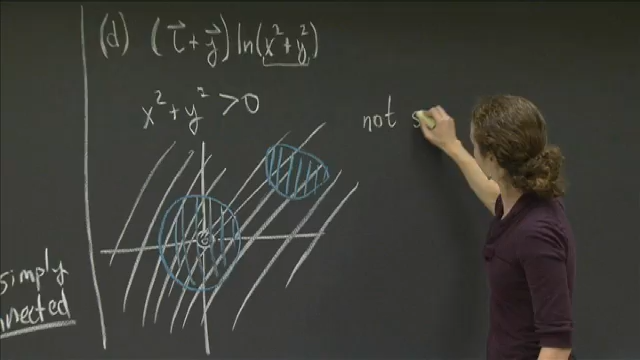 (d) (i⃗ + j⃗) ln(x² + y²)
x² + y² > 0
not s
simply
nected